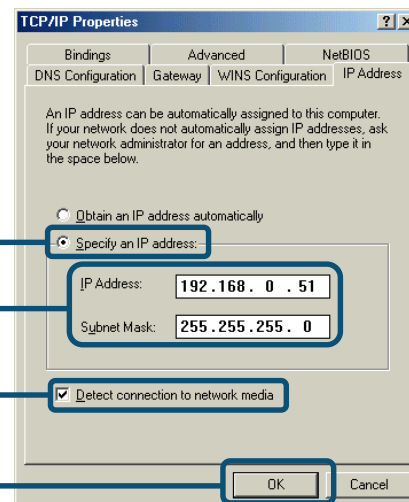 TCP/IP Properties
Bindings Advanced NetBIOS
DNS Configuration Gateway WINS Configuration IP Address
An IP address can be automatically assigned to this computer.
If your network does not automatically assign IP addresses, ask
your network administrator for an address, and then type it in
the space below.
Obtain an IP address automatically
Specify an IP address:
IP Address: 192.168. 0 .51
Subnet Mask: 255.255.255. 0
Detect connection to network media
OK Cancel